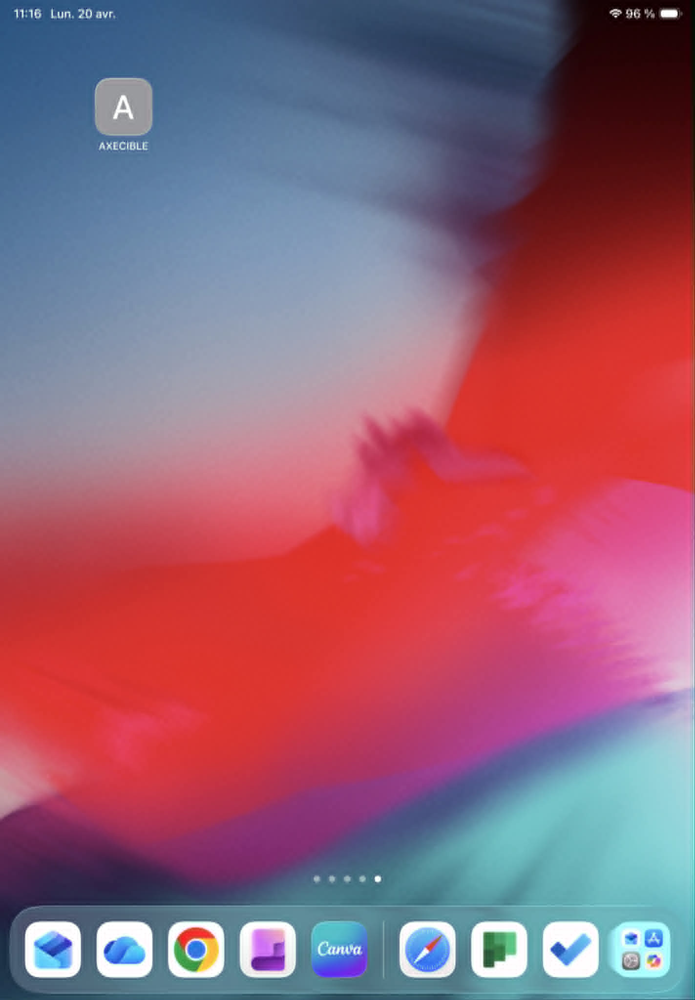 11:16 Lun. 20 avr.
96 %
A
AXECIBLE
Canva